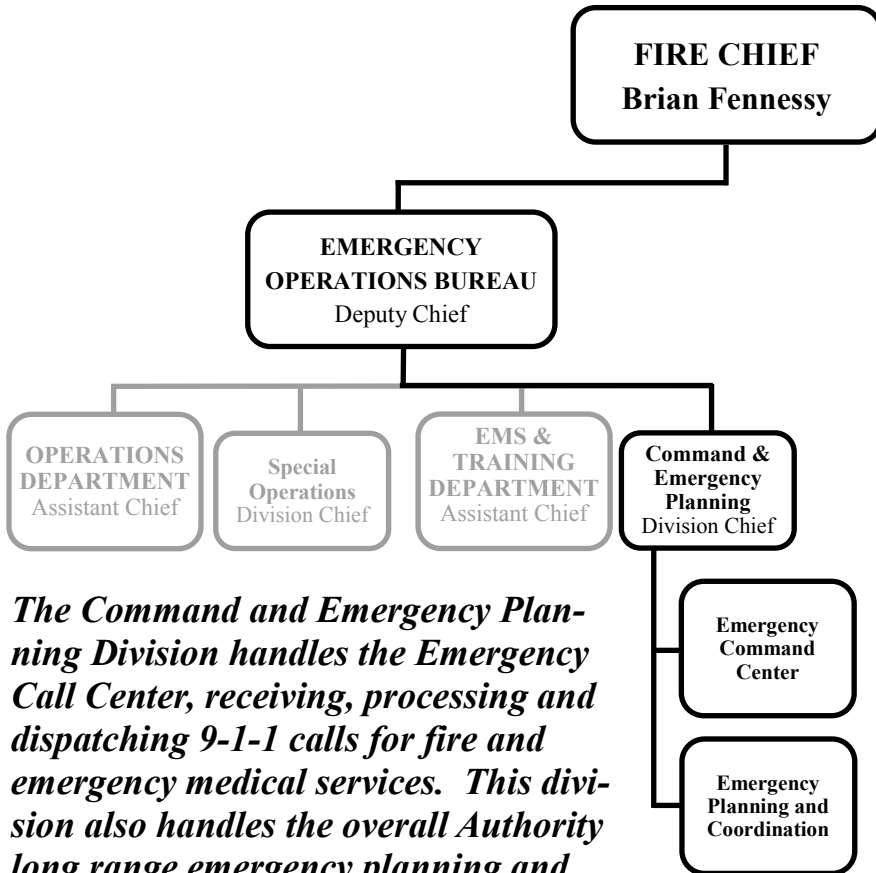 FIRE CHIEF
Brian Fennessy
EMERGENCY
OPERATIONS BUREAU
Deputy Chief
OPERATIONS
DEPARTMENT
Assistant Chief
Special
Operations
Division Chief
EMS &
TRAINING
DEPARTMENT
Assistant Chief
Command &
Emergency
Planning
Division Chief
Emergency
Command
Center
Emergency
Planning and
Coordination
The Command and Emergency Plan-
ning Division handles the Emergency
Call Center, receiving, processing and
dispatching 9-1-1 calls for fire and
emergency medical services.  This divi-
sion also handles the overall Authority
long range emergency planning and